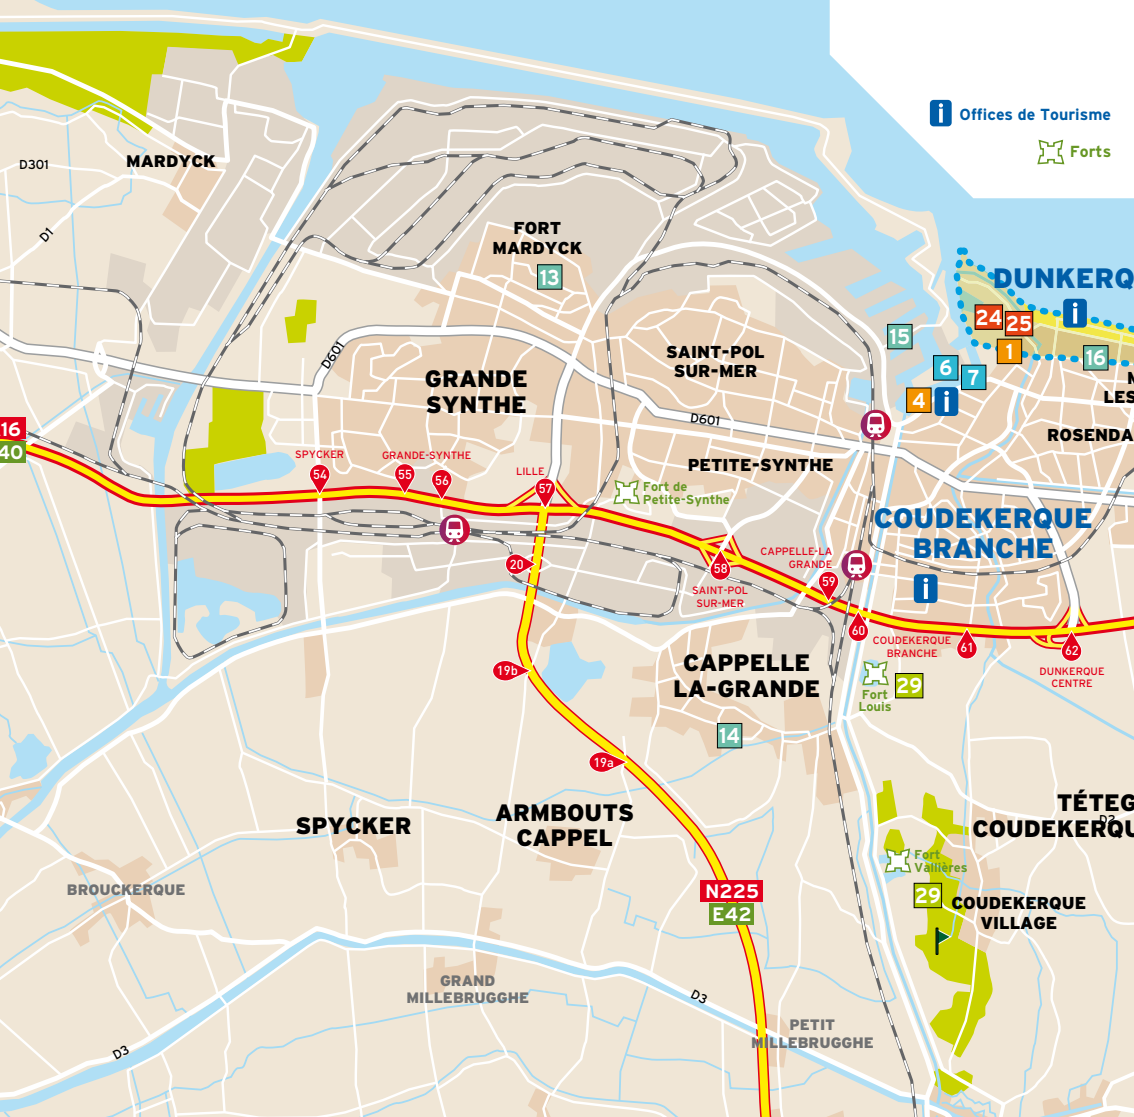 Offices de Tourisme
Forts
MARDYCK
D301
D1
FORT
MARDYCK
13
DUNKERQ
24
25
1
15
16
6
7
4
D601
SAINT-POL
SUR-MER
GRANDE
SYNTHE
LES
D601
ROSENDA
16
40
SPYCKER
54
GRANDE-SYNTHE
55
56
LILLE
57
PETITE-SYNTHE
Fort de
Petite-Synthe
COUDEKERQUE
BRANCHE
20
58
SAINT-POL
SUR-MER
CAPPELLE-LA
GRANDE
59
60
COUDEKERQUE
BRANCHE
61
62
DUNKERQUE
CENTRE
19b
CAPPELLE
LA-GRANDE
Fort
Louis
29
14
19a
SPYCKER
ARMBOUTS
CAPPEL
TÉTEG
D2
COUDEKERQU
Fort
Vallières
29
COUDEKERQUE
VILLAGE
BROUCKERQUE
N225
E42
GRAND
MILLEBRUGGHE
D3
PETIT
MILLEBRUGGHE
D3